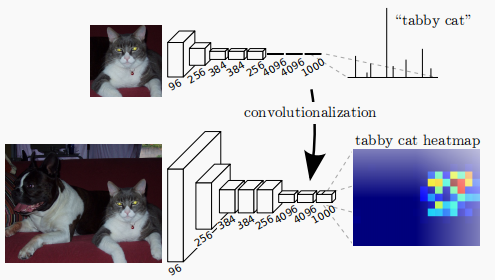 "tabby cat"
96 256 384 384 256 4096 4096 1000
convolutionalization
tabby cat heatmap
96 256 384 384 256 4096 4096 1000